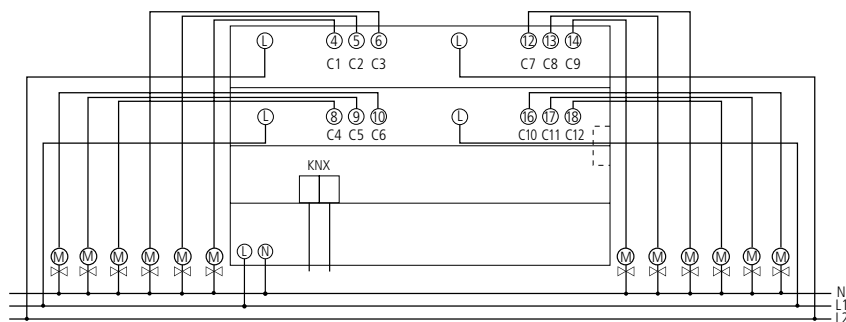 L 4 5 6 L 12 13 14
C1 C2 C3 C7 C8 C9
L 8 9 10 L 16 17 18
C4 C5 C6 C10 C11 C12
KNX
L N
M M M M M M M M M M M M
N
L1
L2